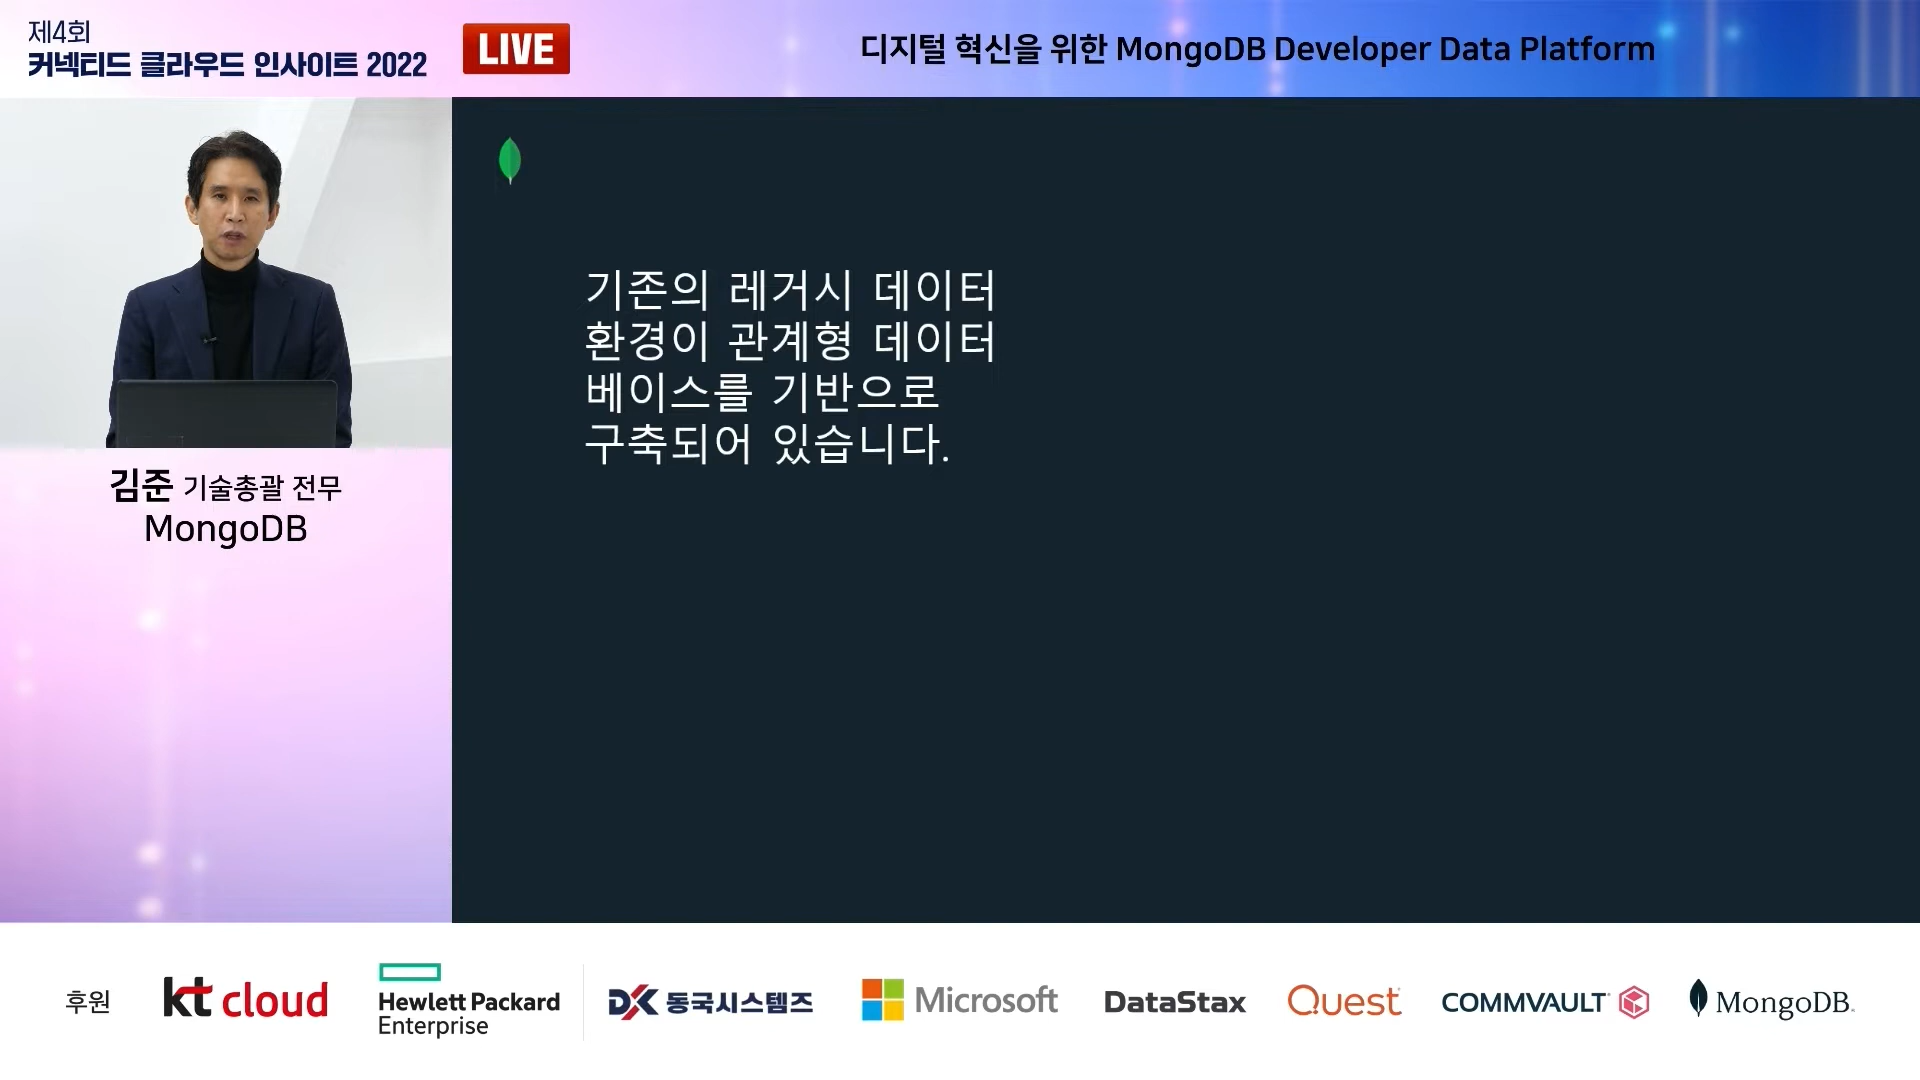 제4회
커넥티드 클라우드 인사이트 2022
LIVE
디지털 혁신을 위한 MongoDB Developer Data Platform
기존의 레거시 데이터
환경이 관계형 데이터
베이스를 기반으로
구축되어 있습니다.
김준 기술총괄 전무
MongoDB
후원
kt cloud
Hewlett Packard
Enterprise
DK 동국시스템즈
Microsoft
DataStax
Quest
COMMVAULT
MongoDB.